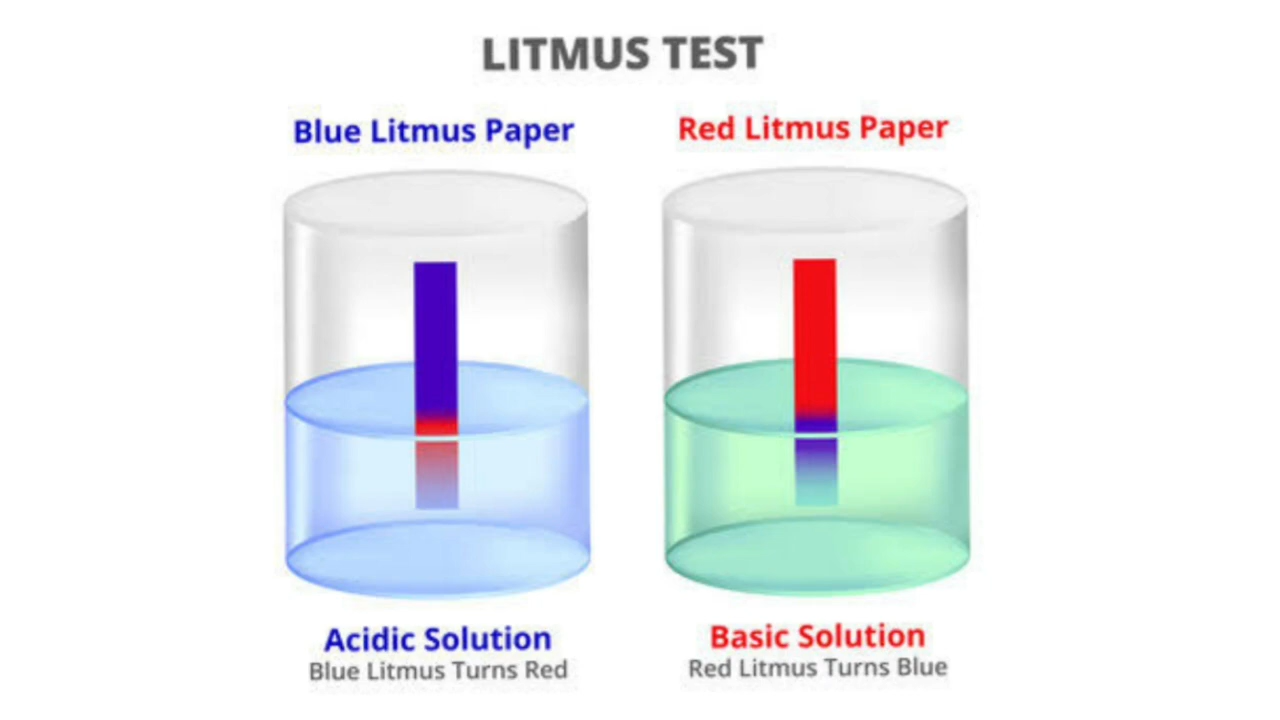 LITMUS TEST
Blue Litmus Paper
Red Litmus Paper
Acidic Solution
Blue Litmus Turns Red
Basic Solution
Red Litmus Turns Blue